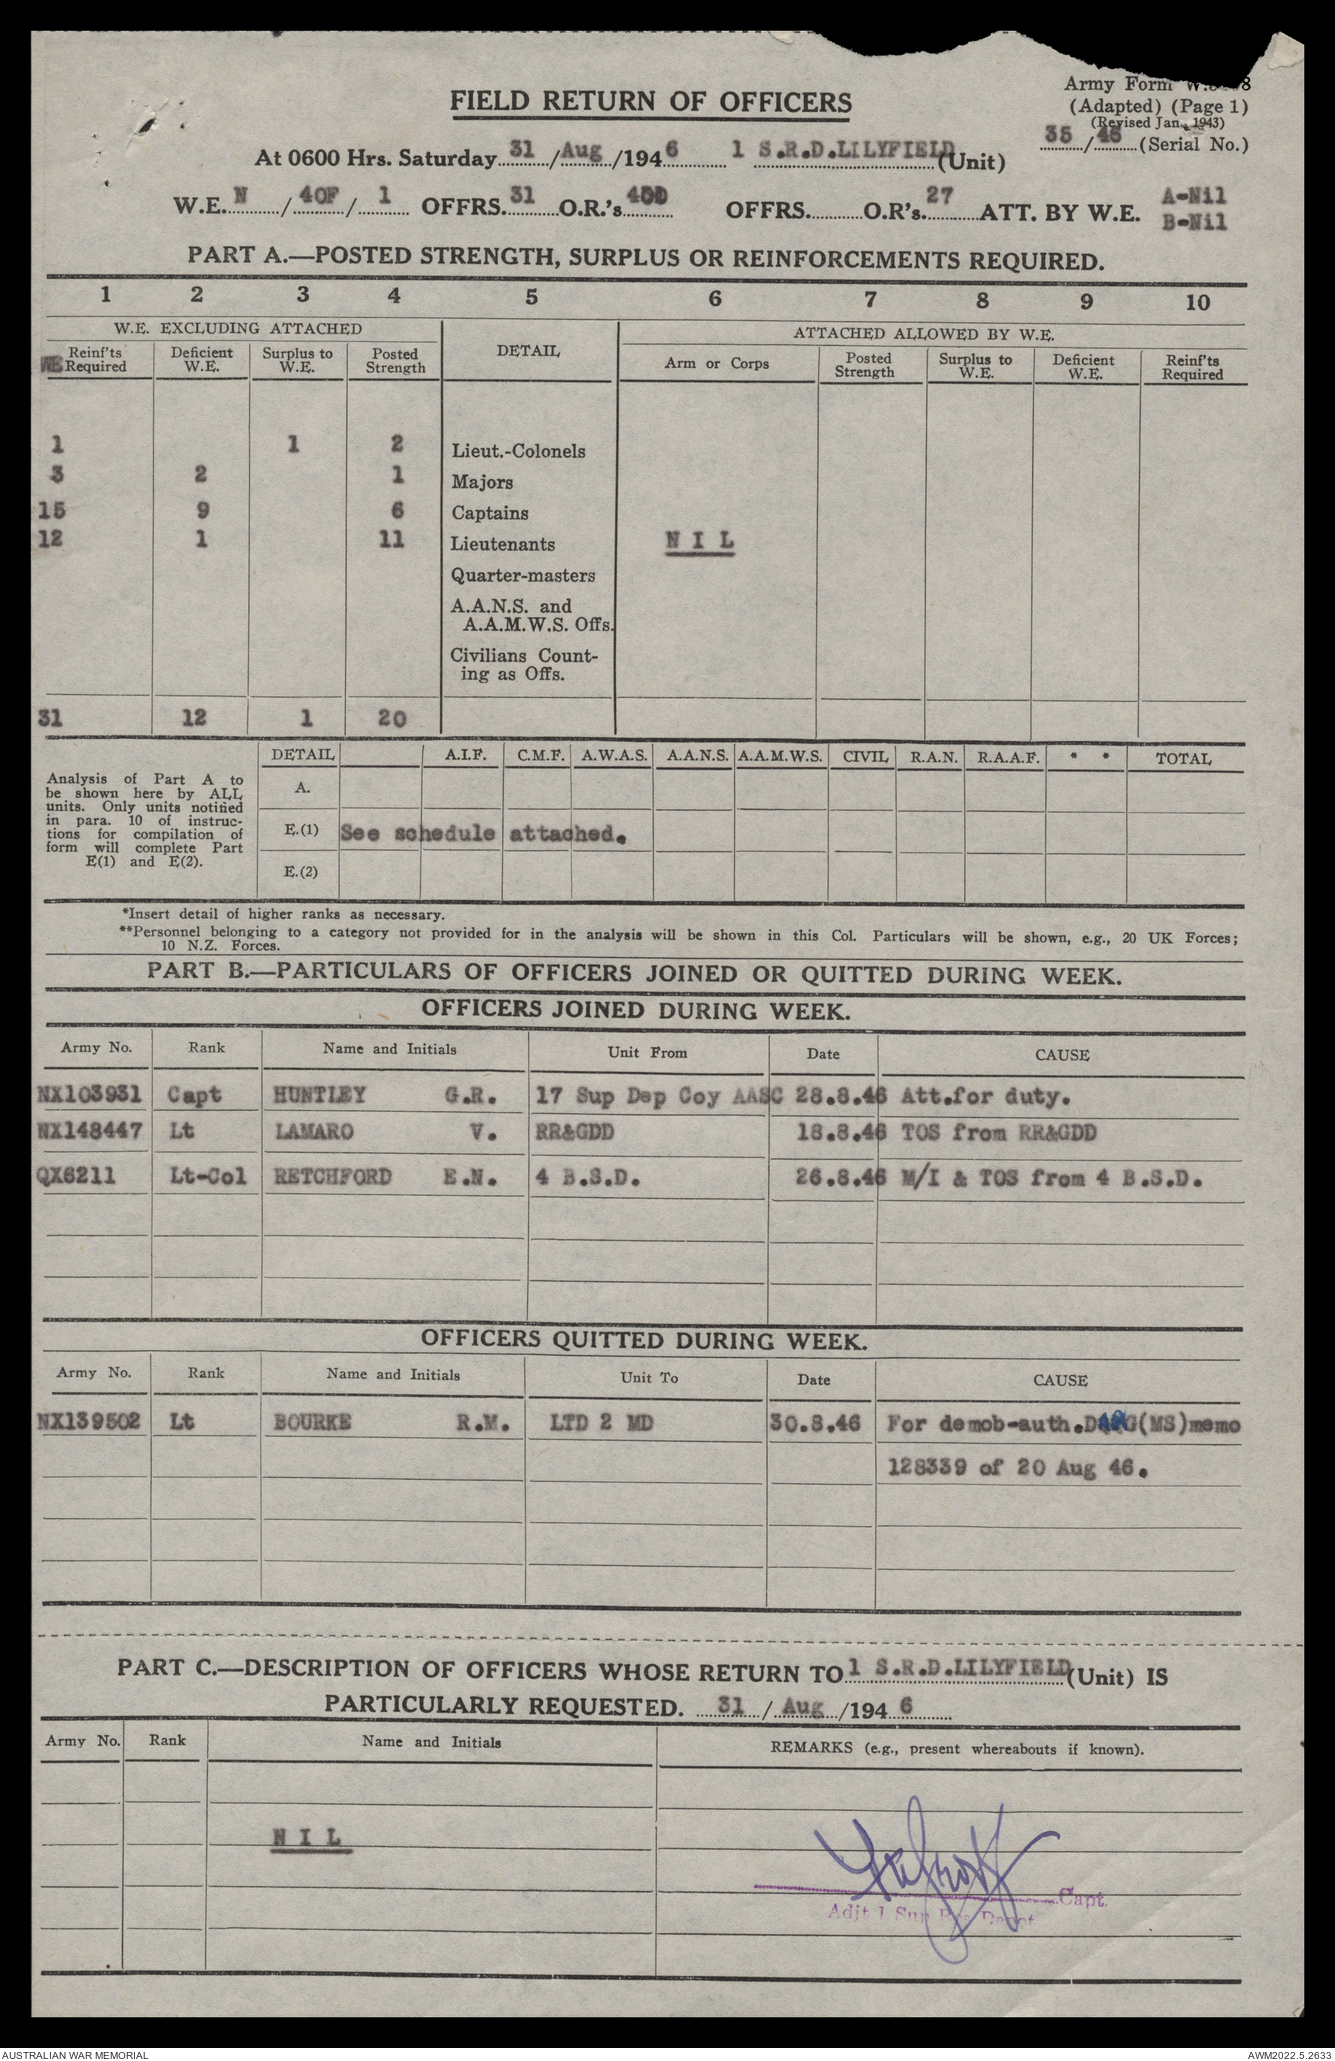 Army Form W.
FIELD RETURN OF OFFICERS
(Adapted) (Page 1)
(Revised Jan., 1943)
At 0600 Hrs. Saturday 31 / Aug /194 6 1 S.R.D.LILYFIELD (Unit) 35 / 46 (Serial No.)
W.E. N / 40F / 1 OFFRS. 31 O.R.'s OFFRS. O.R's. 27 ATT. BY W.E. A-Nil
B-Nil
PART A.—POSTED STRENGTH, SURPLUS OR REINFORCEMENTS REQUIRED.
1 2 3 4 5 6 7 8 9 10
W.E. EXCLUDING ATTACHED DETAIL ATTACHED ALLOWED BY W.E.
WE Reinf'ts Required Deficient W.E. Surplus to W.E. Posted Strength Arm or Corps Posted Strength Surplus to W.E. Deficient W.E. Reinf'ts Required
1 1 2 Lieut.-Colonels
3 2 1 Majors
15 9 6 Captains
12 1 11 Lieutenants N I L
Quarter-masters
A.A.N.S. and
A.A.M.W.S. Offs.
Civilians Count-
ing as Offs.
31 12 1 20
DETAIL A.I.F. C.M.F. A.W.A.S. A.A.N.S. A.A.M.W.S. CIVIL R.A.N. R.A.A.F. * * TOTAL
Analysis of Part A to
be shown here by ALL
units. Only units notified
in para. 10 of instruc-
tions for compilation of
form will complete Part
E(1) and E(2).
A.
E.(1) See schedule attached.
E.(2)
*Insert detail of higher ranks as necessary.
**Personnel belonging to a category not provided for in the analysis will be shown in this Col. Particulars will be shown, e.g., 20 UK Forces;
10 N.Z. Forces.
PART B.—PARTICULARS OF OFFICERS JOINED OR QUITTED DURING WEEK.
OFFICERS JOINED DURING WEEK.
Army No. Rank Name and Initials Unit From Date CAUSE
NX103931 Capt HUNTLEY G.R. 17 Sup Dep Coy AASC 28.8.46 Att.for duty.
NX148447 Lt LAMARO V. RR&GDD 18.8.46 TOS from RR&GDD
QX6211 Lt-Col RETCHFORD E.N. 4 B.S.D. 26.8.46 M/I & TOS from 4 B.S.D.
OFFICERS QUITTED DURING WEEK.
Army No. Rank Name and Initials Unit To Date CAUSE
NX139502 Lt BOURKE R.M. LTD 2 MD 30.8.46 For demob-auth. (MS)memo
128339 of 20 Aug 46.
PART C.—DESCRIPTION OF OFFICERS WHOSE RETURN TO 1 S.R.D.LILYFIELD (Unit) IS
PARTICULARLY REQUESTED. 31 / Aug /194 6
Army No. Rank Name and Initials REMARKS (e.g., present whereabouts if known).
N I L
Capt.
Adjt 1 Sup Depot
AUSTRALIAN WAR MEMORIAL AWM2022.5.2633